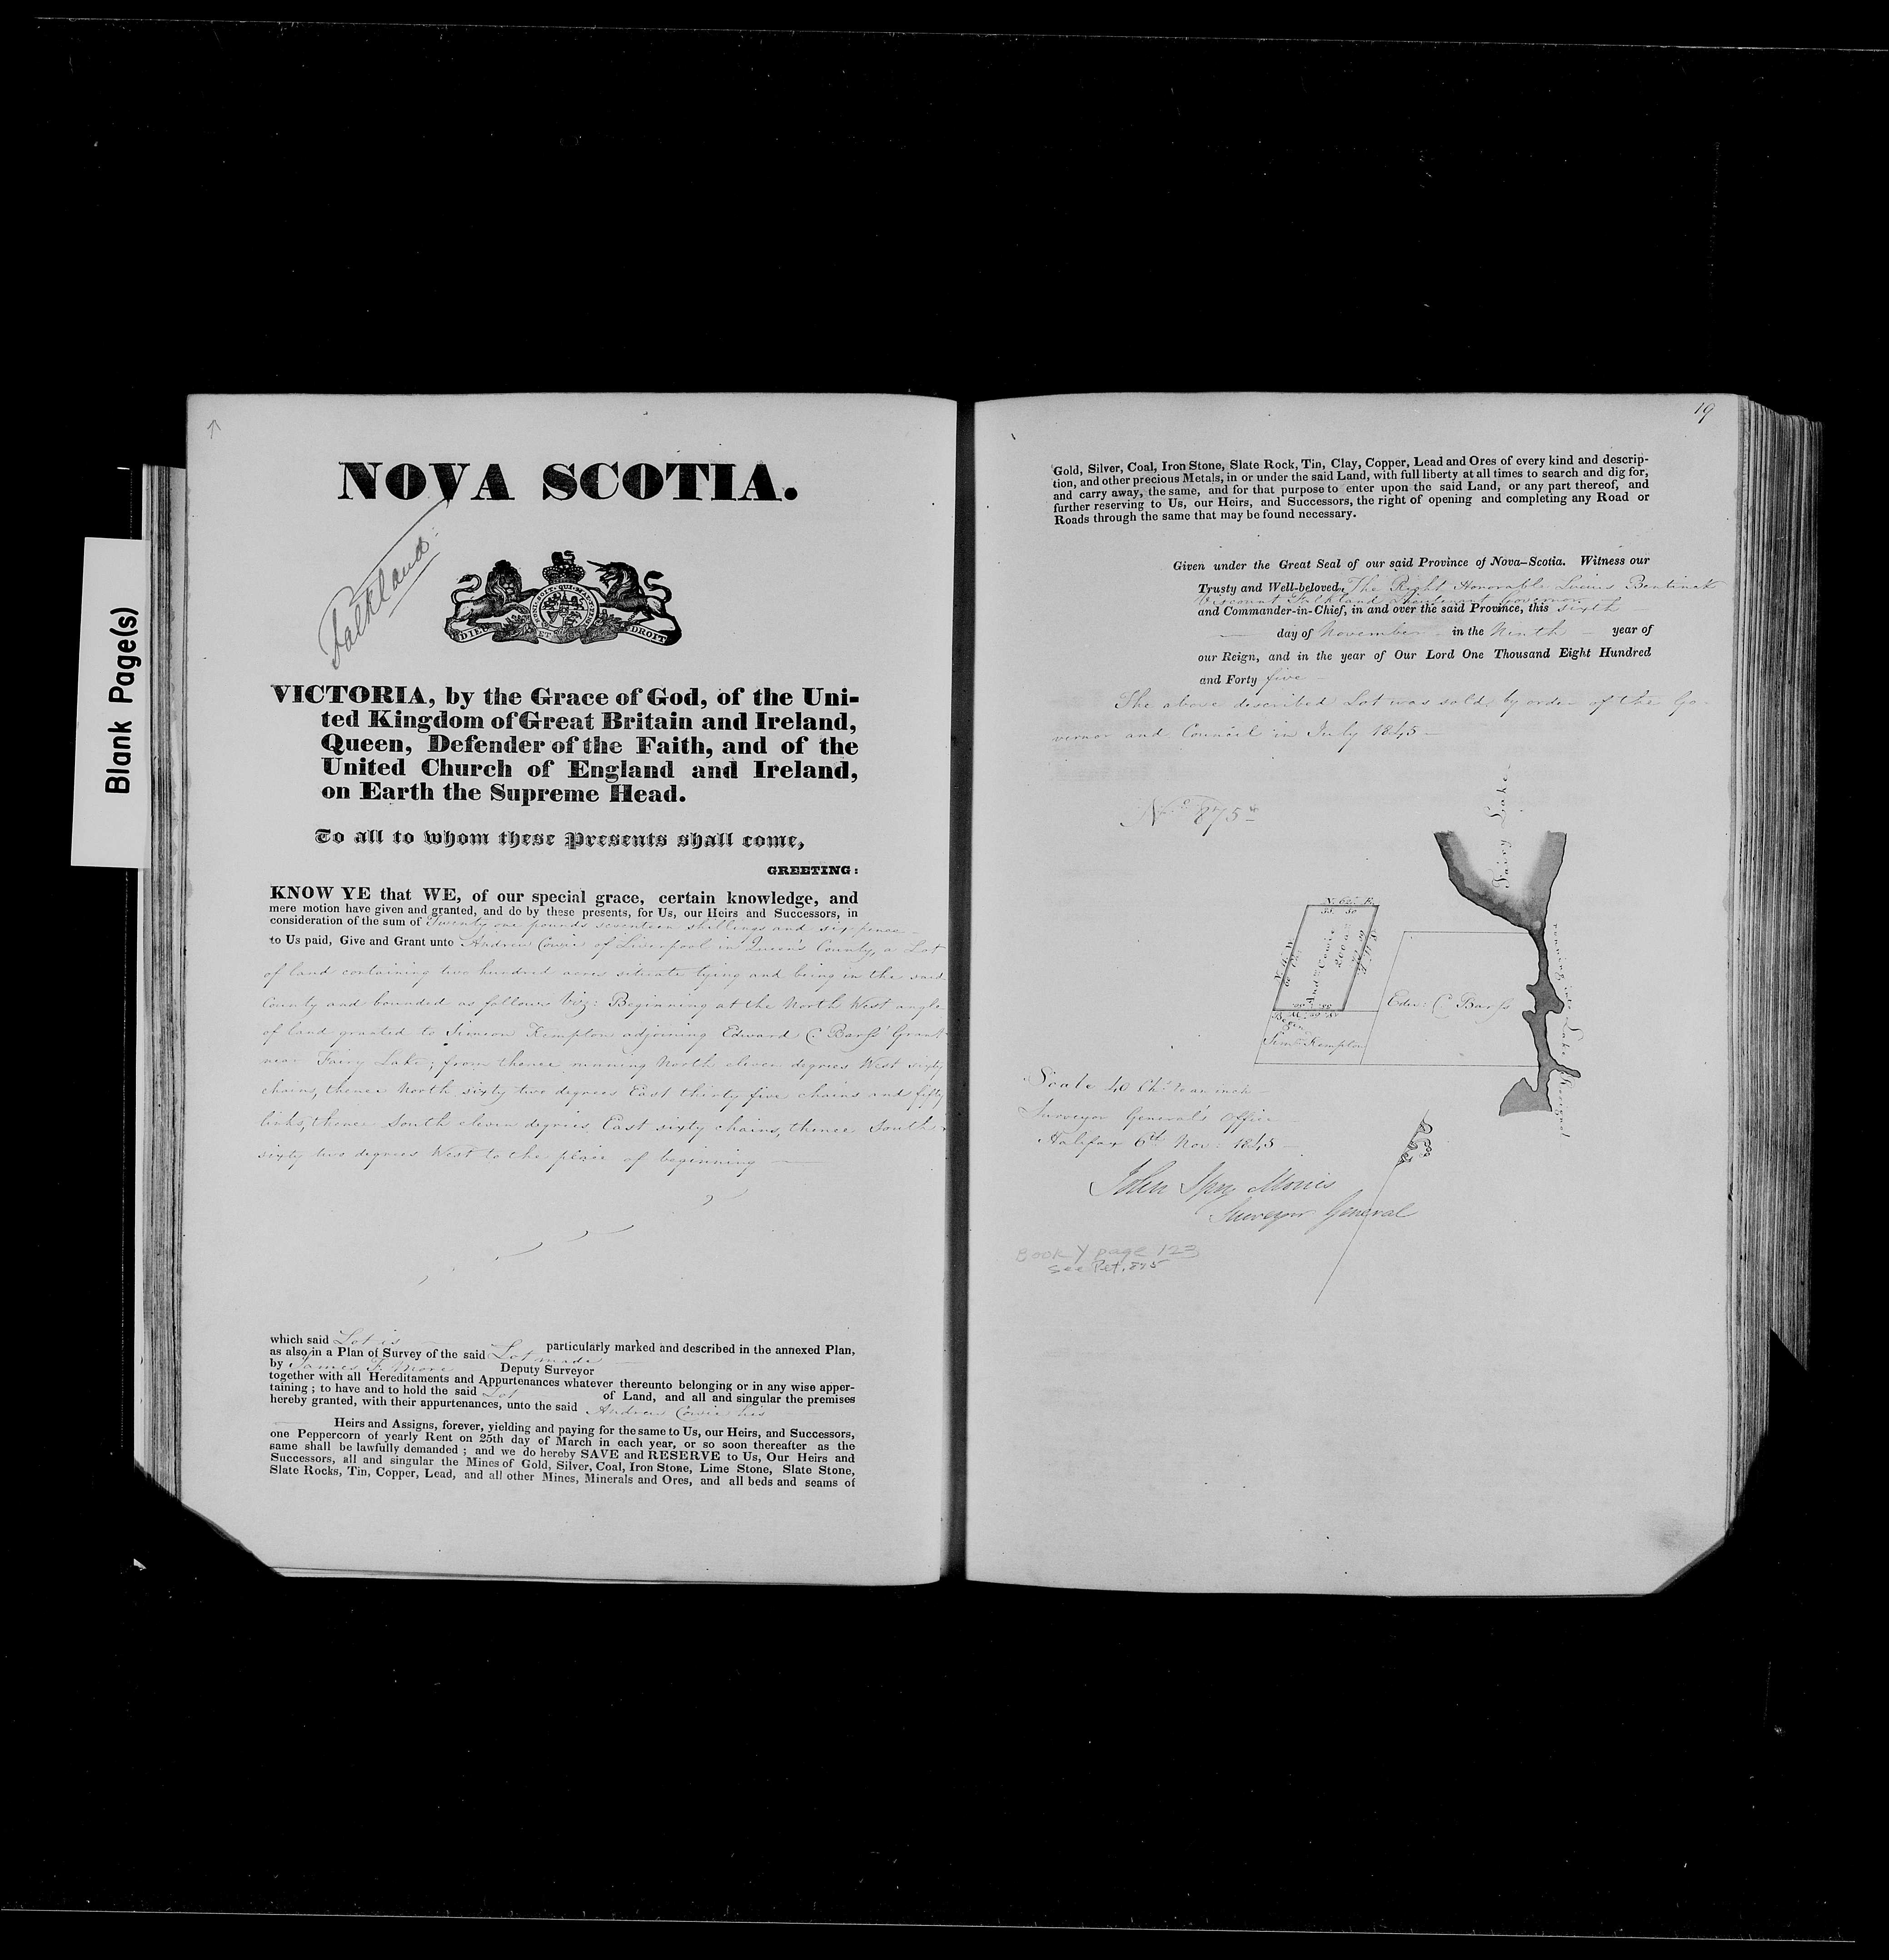 Blank Page(s)
NOVA SCOTIA.
Falkland
DIEU ET DROIT
VICTORIA, by the Grace of God, of the Uni-
ted Kingdom of Great Britain and Ireland,
Queen, Defender of the Faith, and of the
United Church of England and Ireland,
on Earth the Supreme Head.
To all to whom these Presents shall come,
GREETING:
KNOW YE that WE, of our special grace, certain knowledge, and
mere motion have given and granted, and do by these presents, for Us, our Heirs and Successors, in
consideration of the sum of Twenty one pounds seventeen shillings and six pence
to Us paid, Give and Grant unto Andrew Cowie of Liverpool in Queen's County, a Lot
of land containing two hundred acres situate lying and being in the said
County and bounded as follows Viz: Beginning at the North West angle
of land granted to Simeon Kempton adjoining Edward C. Barss' Grant
near Fairy Lake; from thence running North eleven degrees West sixty
chains, thence North sixty two degrees East thirty five chains and fifty
links, thence South eleven degrees East sixty chains, thence South
sixty two degrees West to the place of beginning
which said Lot is particularly marked and described in the annexed Plan,
as also in a Plan of Survey of the said Lot made
by James F. More Deputy Surveyor
together with all Hereditaments and Appurtenances whatever thereunto belonging or in any wise apper-
taining; to have and to hold the said Lot of Land, and all and singular the premises
hereby granted, with their appurtenances, unto the said Andrew Cowie his
Heirs and Assigns, forever, yielding and paying for the same to Us, our Heirs, and Successors,
one Peppercorn of yearly Rent on 25th day of March in each year, or so soon thereafter as the
same shall be lawfully demanded; and we do hereby SAVE and RESERVE to Us, Our Heirs and
Successors, all and singular the Mines of Gold, Silver, Coal, Iron Stone, Lime Stone, Slate Stone,
Slate Rocks, Tin, Copper, Lead, and all other Mines, Minerals and Ores, and all beds and seams of
19
Gold, Silver, Coal, Iron Stone, Slate Rock, Tin, Clay, Copper, Lead and Ores of every kind and descrip-
tion, and other precious Metals, in or under the said Land, with full liberty at all times to search and dig for,
and carry away, the same, and for that purpose to enter upon the said Land, or any part thereof, and
further reserving to Us, our Heirs, and Successors, the right of opening and completing any Road or
Roads through the same that may be found necessary.
Given under the Great Seal of our said Province of Nova-Scotia. Witness our
Trusty and Well-beloved, The Right Honorable Lucius Bentinck
Viscount Falkland Lieutenant Governor
and Commander-in-Chief, in and over the said Province, this sixth
day of November in the Ninth year of
our Reign, and in the year of Our Lord One Thousand Eight Hundred
and Forty five
The above described Lot was sold by order of the Go-
vernor and Council in July 1845
No. 875
Fairy Lake
N. 62° E.
35. 50
N. 11. W.
60 Ch.
Andw Cowie
200 a
S. 11. E.
60 Ch.
Begin
Simn Kempton
Edw: C. Barss
running into Lake Rosignal
Scale 40 Chs to an inch
Surveyor General's Office
Halifax 6th Nov: 1845
John Spry Morris
Surveyor General
Book Y page 123
see Pet. 875